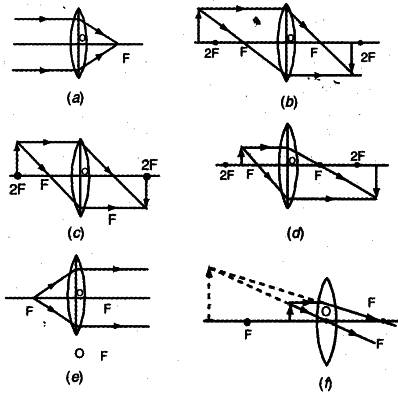 O F
(a)
O
2F F F 2F
(b)
O
2F
2F F F
(c)
O
2F F F 2F
(d)
O
F F
O F
(e)
O F
F F
(f)